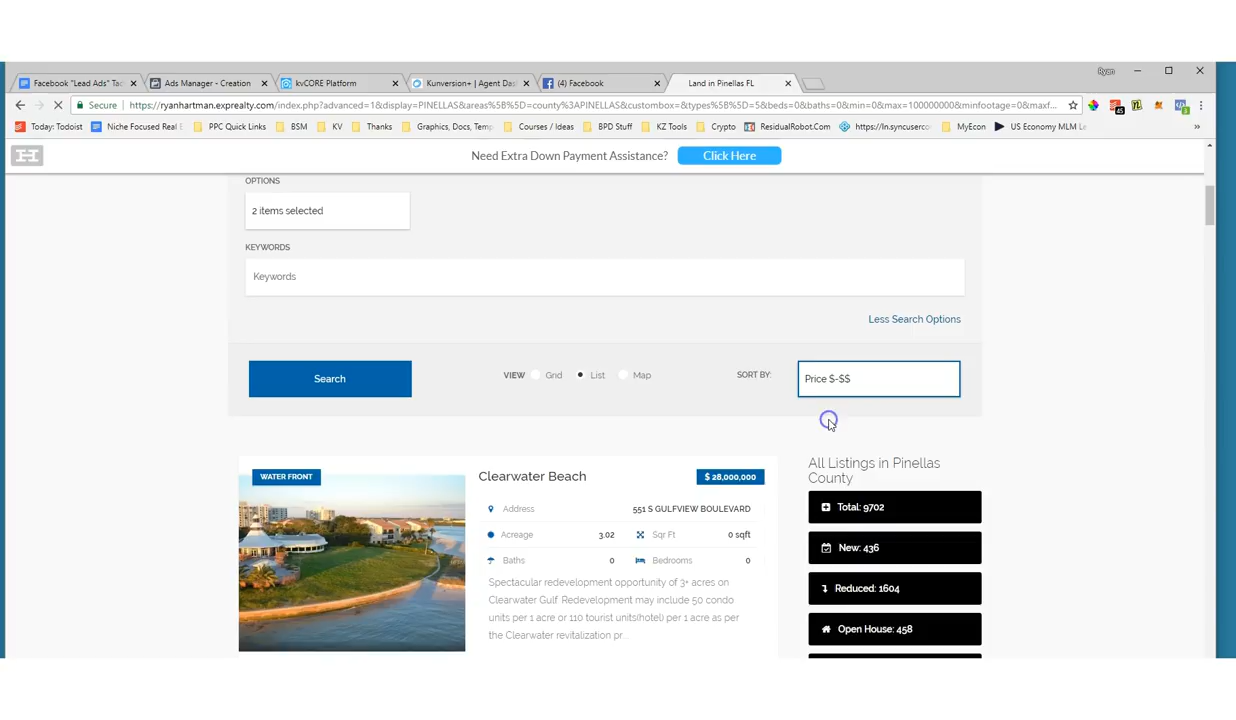 Ryan
Facebook "Lead Ads" Tac
Ads Manager - Creation
kvCORE Platform
Kunversion+ | Agent Das
(4) Facebook
Land in Pinellas FL
Secure
https://ryanhartman.exprealty.com/index.php?advanced=1&display=PINELLAS&areas%5B%5D=county%3APINELLAS&custombox=&types%5B%5D=5&beds=0&baths=0&min=0&max=100000000&minfootage=0&maxf...
Today: Todoist
Niche Focused Real E
PPC Quick Links
BSM
KV
Thanks
Graphics, Docs, Temp
Courses / Ideas
BPD Stuff
KZ Tools
Crypto
ResidualRobot.Com
https://in.syncuserco
MyEcon
US Economy MLM Le
Need Extra Down Payment Assistance?
Click Here
OPTIONS
2 items selected
KEYWORDS
Keywords
Less Search Options
Search
VIEW
Grid
List
Map
SORT BY:
Price $-$$
WATER FRONT
Clearwater Beach
$ 28,000,000
Address
551 S GULFVIEW BOULEVARD
Acreage
3.02
Sqr Ft
0 sqft
Baths
0
Bedrooms
0
Spectacular redevelopment opportunity of 3+ acres on
Clearwater Gulf. Redevelopment may include 50 condo
units per 1 acre or 110 tourist units(hotel) per 1 acre as per
the Clearwater revitalization pr...
All Listings in Pinellas
County
Total: 9702
New: 436
Reduced: 1604
Open House: 458